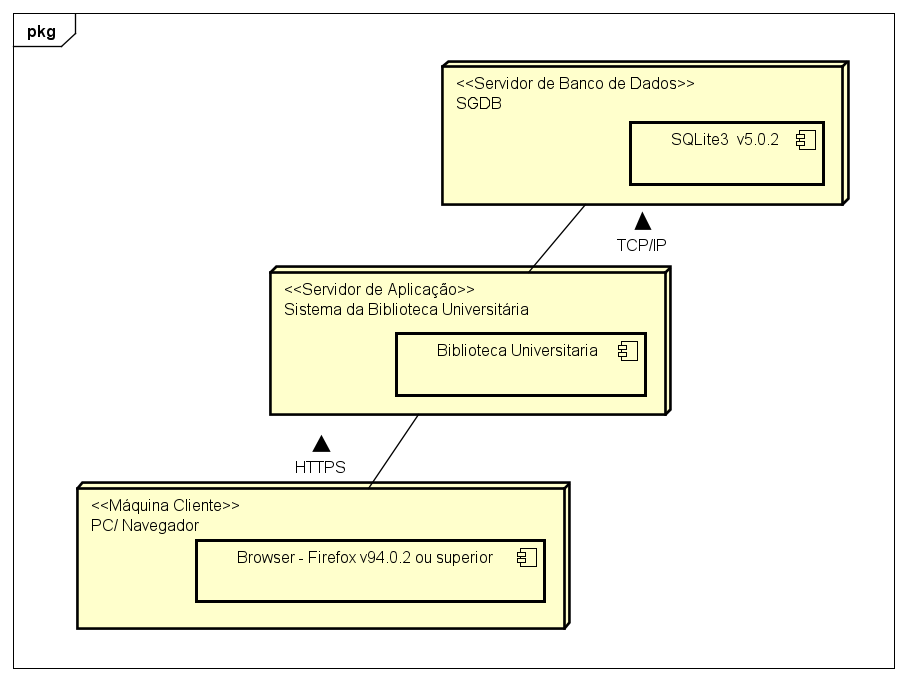 pkg
<<Servidor de Banco de Dados>>
SGDB
SQLite3 v5.0.2
TCP/IP
<<Servidor de Aplicação>>
Sistema da Biblioteca Universitária
Biblioteca Universitaria
HTTPS
<<Máquina Cliente>>
PC/ Navegador
Browser - Firefox v94.0.2 ou superior